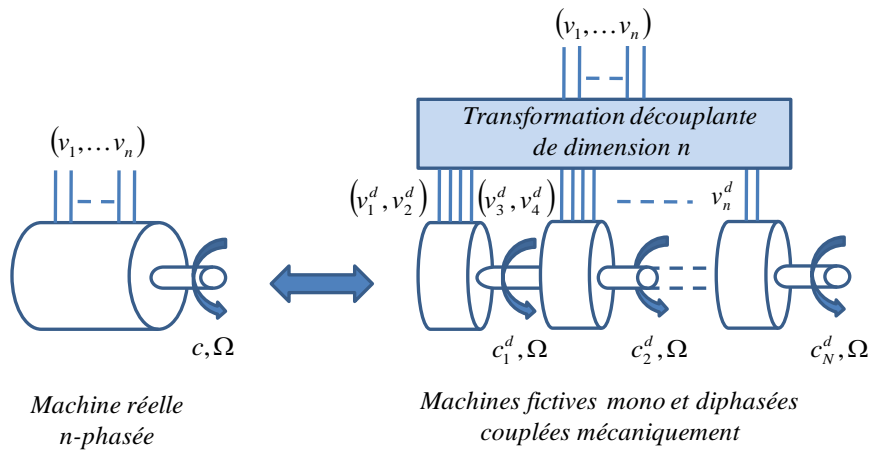 (v₁,…vₙ)
Transformation découplante
de dimension n
(v₁,…vₙ)
(v₁ᵈ,v₂ᵈ) (v₃ᵈ,v₄ᵈ) vₙᵈ
c,Ω
c₁ᵈ,Ω c₂ᵈ,Ω c_Nᵈ,Ω
Machine réelle
n-phasée
Machines fictives mono et diphasées
couplées mécaniquement